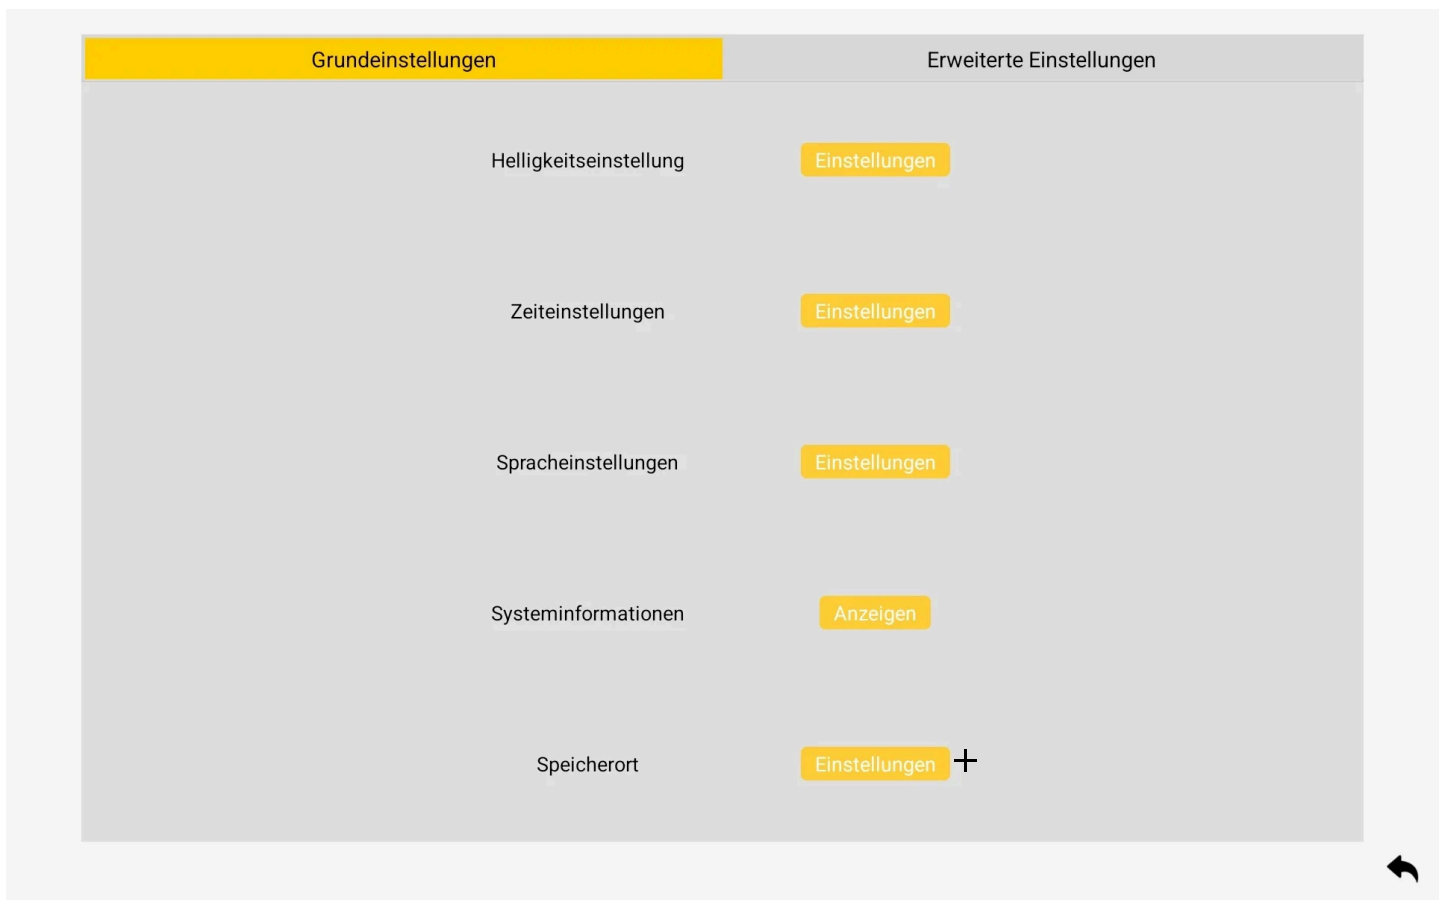 Grundeinstellungen
Erweiterte Einstellungen
Helligkeitseinstellung
Einstellungen
Zeiteinstellungen
Einstellungen
Spracheinstellungen
Einstellungen
Systeminformationen
Anzeigen
Speicherort
Einstellungen